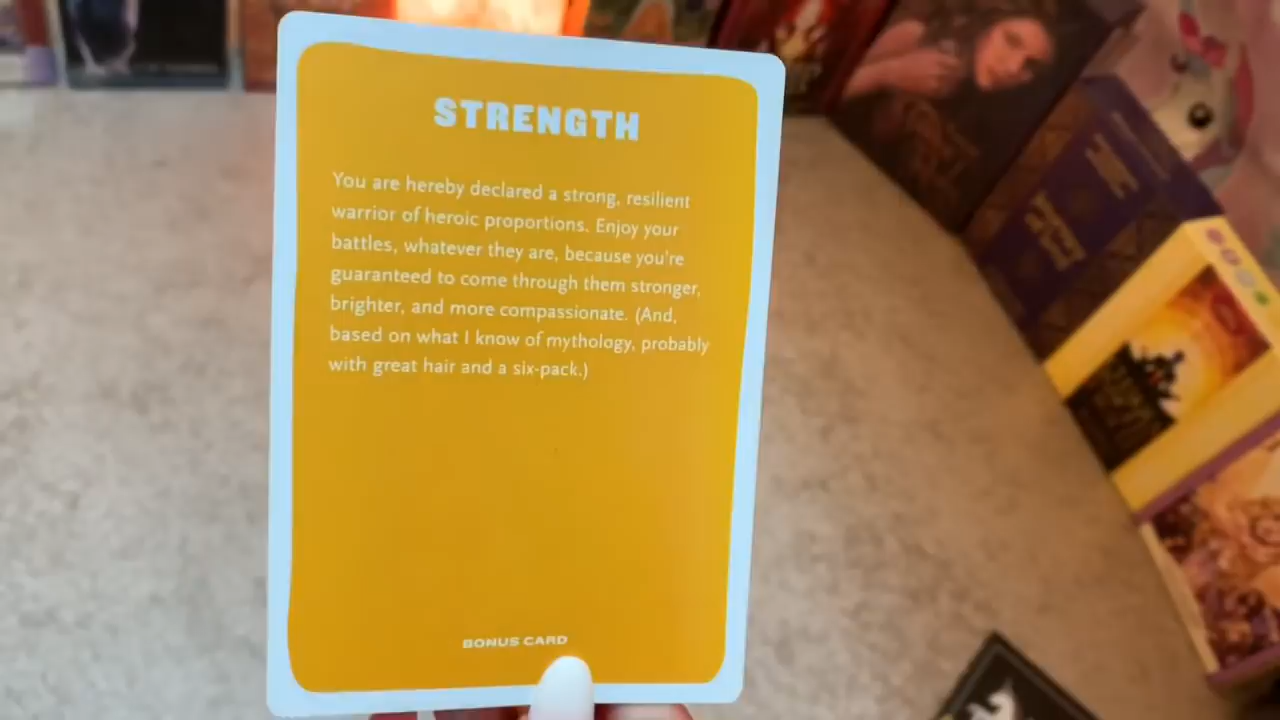 STRENGTH
You are hereby declared a strong, resilient
warrior of heroic proportions. Enjoy your
battles, whatever they are, because you're
guaranteed to come through them stronger,
brighter, and more compassionate. (And,
based on what I know of mythology, probably
with great hair and a six-pack.)
BONUS CARD